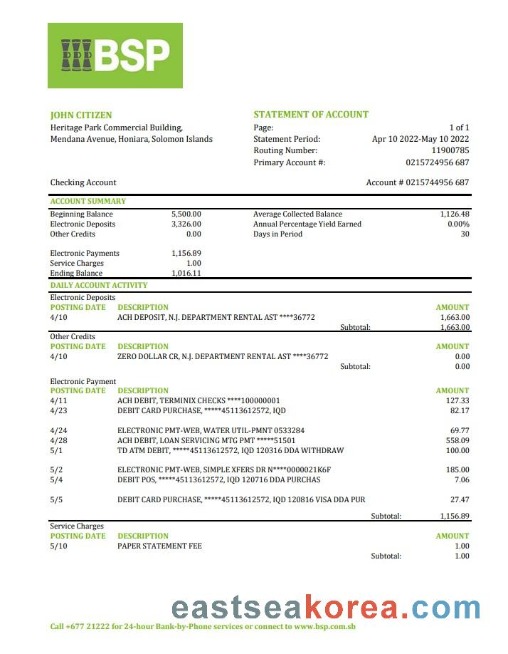 BSP
JOHN CITIZEN
Heritage Park Commercial Building,
Mendana Avenue, Honiara, Solomon Islands
STATEMENT OF ACCOUNT
Page: 1 of 1
Statement Period: Apr 10 2022-May 10 2022
Routing Number: 11900785
Primary Account #: 0215724956 687
Checking Account Account # 0215744956 687
ACCOUNT SUMMARY
Beginning Balance 5,500.00 Average Collected Balance 1,126.48
Electronic Deposits 3,326.00 Annual Percentage Yield Earned 0.00%
Other Credits 0.00 Days in Period 30
Electronic Payments 1,156.89
Service Charges 1.00
Ending Balance 1,016.11
DAILY ACCOUNT ACTIVITY
Electronic Deposits
POSTING DATE DESCRIPTION AMOUNT
4/10 ACH DEPOSIT, N.J. DEPARTMENT RENTAL AST ****36772 1,663.00
Subtotal: 1,663.00
Other Credits
POSTING DATE DESCRIPTION AMOUNT
4/10 ZERO DOLLAR CR, N.J. DEPARTMENT RENTAL AST ****36772 0.00
Subtotal: 0.00
Electronic Payment
POSTING DATE DESCRIPTION AMOUNT
4/11 ACH DEBIT, TERMINIX CHECKS ****100000001 127.33
4/23 DEBIT CARD PURCHASE, *****45113612572, IQD 82.17
4/24 ELECTRONIC PMT-WEB, WATER UTIL-PMNT 0533284 69.77
4/28 ACH DEBIT, LOAN SERVICING MTG PMT *****51501 558.09
5/1 TD ATM DEBIT, *****45113612572, IQD 120316 DDA WITHDRAW 100.00
5/2 ELECTRONIC PMT-WEB, SIMPLE XFERS DR N****0000021K6F 185.00
5/4 DEBIT POS, *****45113612572, IQD 120716 DDA PURCHAS 7.06
5/5 DEBIT CARD PURCHASE, *****45113612572, IQD 120816 VISA DDA PUR 27.47
Subtotal: 1,156.89
Service Charges
POSTING DATE DESCRIPTION AMOUNT
5/10 PAPER STATEMENT FEE 1.00
Subtotal: 1.00
eastseakorea.com
Call +677 21222 for 24-hour Bank-by-Phone services or connect to www.bsp.com.sb